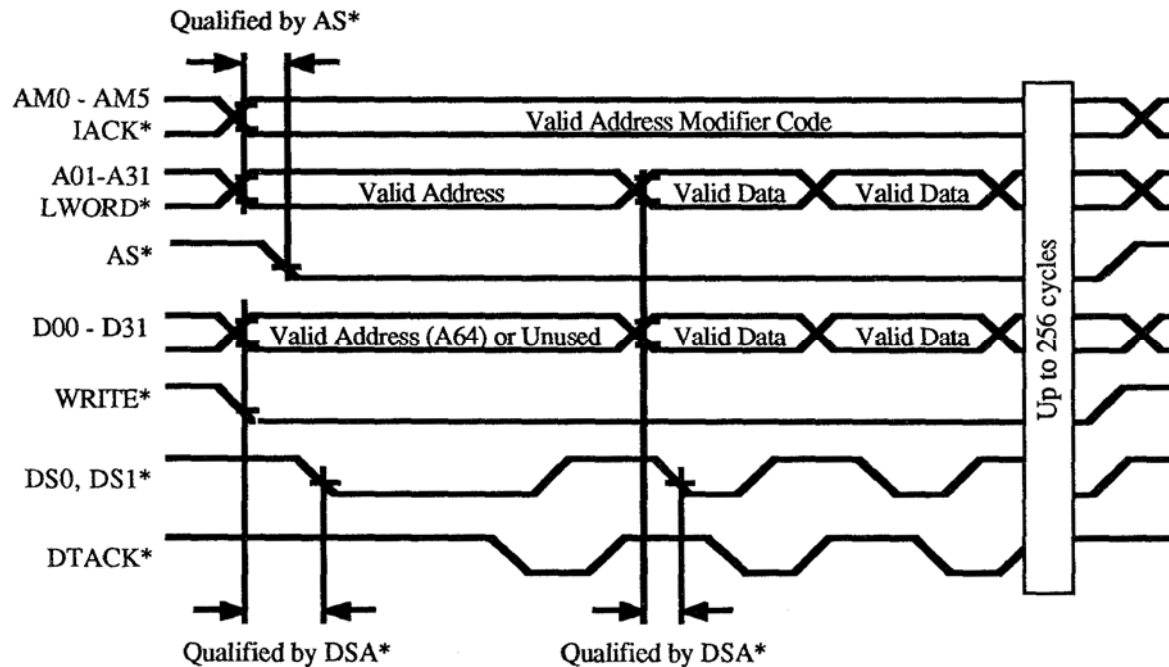 Qualified by AS*
AM0 - AM5
IACK*
Valid Address Modifier Code
A01-A31
LWORD*
Valid Address
Valid Data
Valid Data
AS*
D00 - D31
Valid Address (A64) or Unused
Valid Data
Valid Data
WRITE*
DS0, DS1*
DTACK*
Up to 256 cycles
Qualified by DSA*
Qualified by DSA*